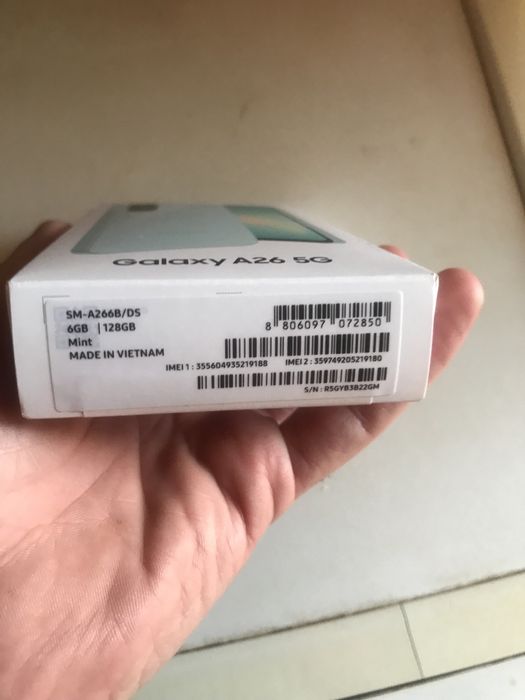 Galaxy A26 5G
SM-A266B/DS
6GB | 128GB
Mint
MADE IN VIETNAM
8 806097 072850
IMEI 1 : 355604935219188 IMEI 2 : 359749205219180
S/N : R5GYB3B22GM